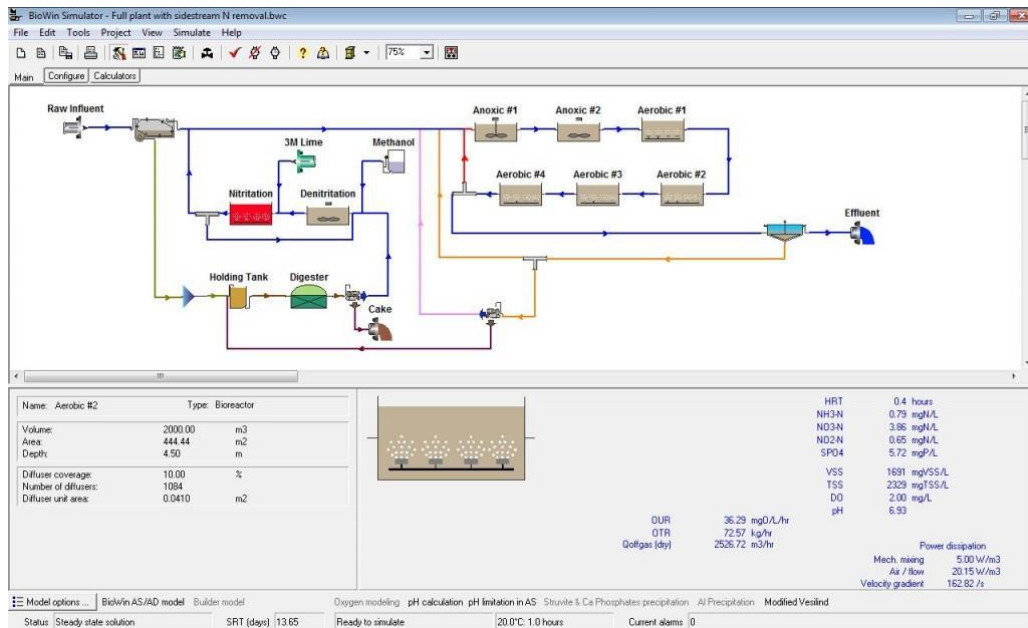 BioWin Simulator - Full plant with sidestream N removal.bwc
File Edit Tools Project View Simulate Help
75%
Main Configure Calculators
Raw Influent
Anoxic #1 Anoxic #2 Aerobic #1
3M Lime Methanol
Nitritation Denitritation
Aerobic #4 Aerobic #3 Aerobic #2
Effluent
Holding Tank Digester
Cake
Name: Aerobic #2 Type: Bioreactor
Volume: 2000.00 m3
Area: 444.44 m2
Depth: 4.50 m
Diffuser coverage: 10.00 %
Number of diffusers: 1084
Diffuser unit area: 0.0410 m2
HRT 0.4 hours
NH3-N 0.79 mgN/L
NO3-N 3.86 mgN/L
NO2-N 0.65 mgN/L
SPO4 5.72 mgP/L
VSS 1691 mgVSS/L
TSS 2329 mgTSS/L
DO 2.00 mg/L
pH 6.93
OUR 36.29 mgO/L/hr
OTR 72.57 kg/hr
Qoffgas (dry) 2526.72 m3/hr
Power dissipation
Mech. mixing 5.00 W/m3
Air / flow 20.15 W/m3
Velocity gradient 162.82 /s
Model options ... BioWin AS/AD model Builder model Oxygen modeling pH calculation pH limitation in AS Struvite & Ca Phosphates precipitation Al Precipitation Modified Vesilind
Status Steady state solution SRT (days) 13.65 Ready to simulate 20.0°C: 1.0 hours Current alarms 0